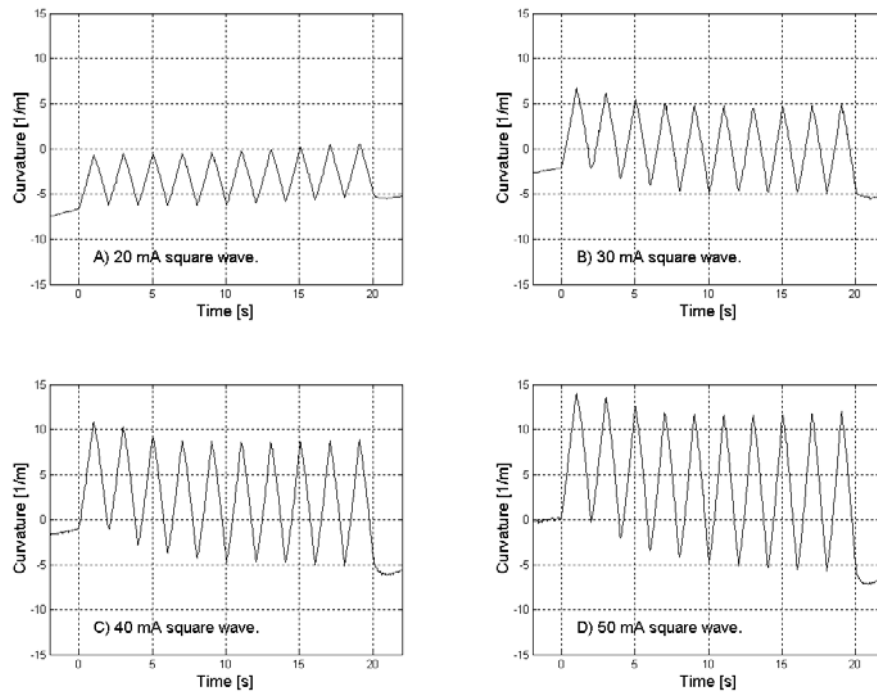 15
10
5
0
-5
-10
-15
Curvature [1/m]
A) 20 mA square wave.
0 5 10 15 20
Time [s]
15
10
5
0
-5
-10
-15
Curvature [1/m]
B) 30 mA square wave.
0 5 10 15 20
Time [s]
15
10
5
0
-5
-10
-15
Curvature [1/m]
C) 40 mA square wave.
0 5 10 15 20
Time [s]
15
10
5
0
-5
-10
-15
Curvature [1/m]
D) 50 mA square wave.
0 5 10 15 20
Time [s]